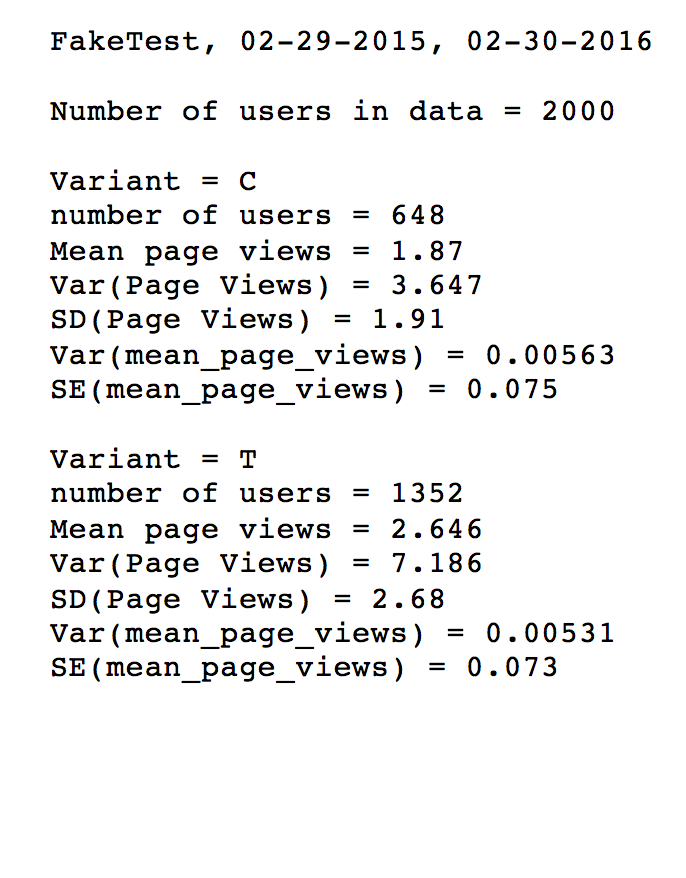 FakeTest, 02-29-2015, 02-30-2016
Number of users in data = 2000
Variant = C
number of users = 648
Mean page views = 1.87
Var(Page Views) = 3.647
SD(Page Views) = 1.91
Var(mean_page_views) = 0.00563
SE(mean_page_views) = 0.075
Variant = T
number of users = 1352
Mean page views = 2.646
Var(Page Views) = 7.186
SD(Page Views) = 2.68
Var(mean_page_views) = 0.00531
SE(mean_page_views) = 0.073